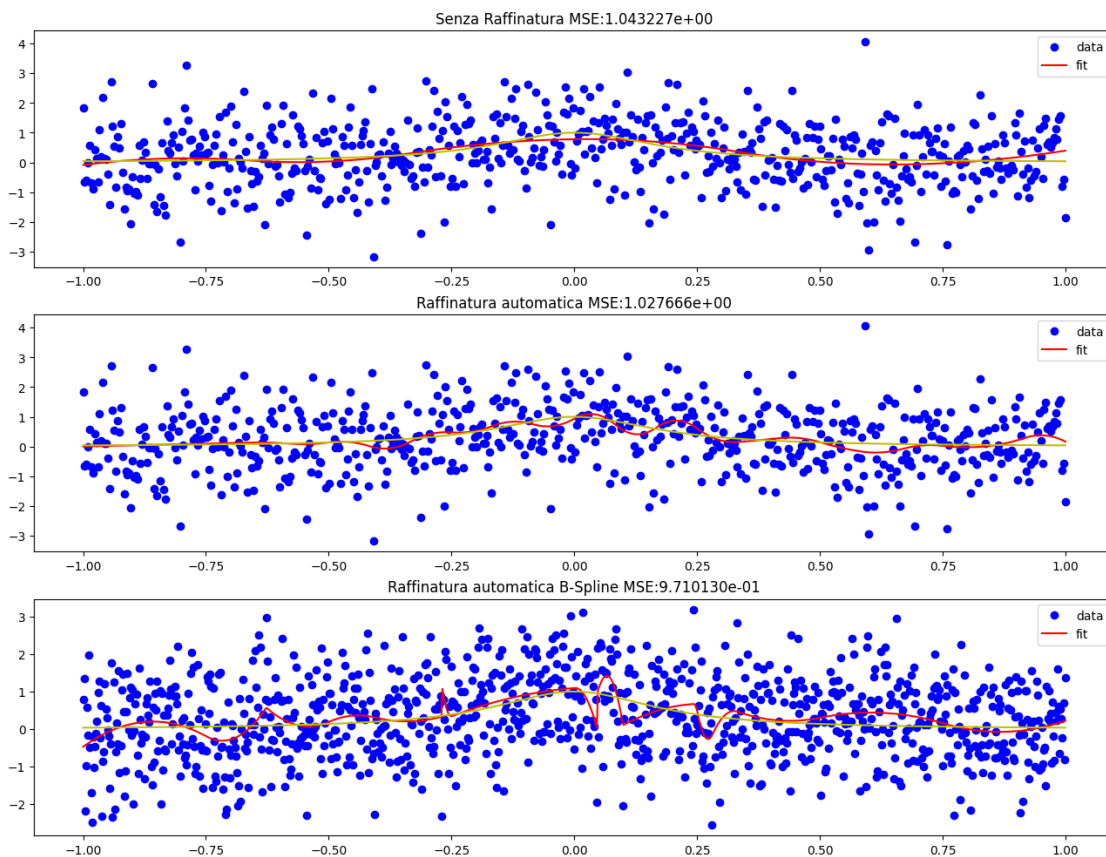 Senza Raffinatura MSE:1.043227e+00
4
3
2
1
0
−1
−2
−3
data
fit
−1.00 −0.75 −0.50 −0.25 0.00 0.25 0.50 0.75 1.00
Raffinatura automatica MSE:1.027666e+00
4
3
2
1
0
−1
−2
−3
data
fit
−1.00 −0.75 −0.50 −0.25 0.00 0.25 0.50 0.75 1.00
Raffinatura automatica B-Spline MSE:9.710130e-01
3
2
1
0
−1
−2
data
fit
−1.00 −0.75 −0.50 −0.25 0.00 0.25 0.50 0.75 1.00